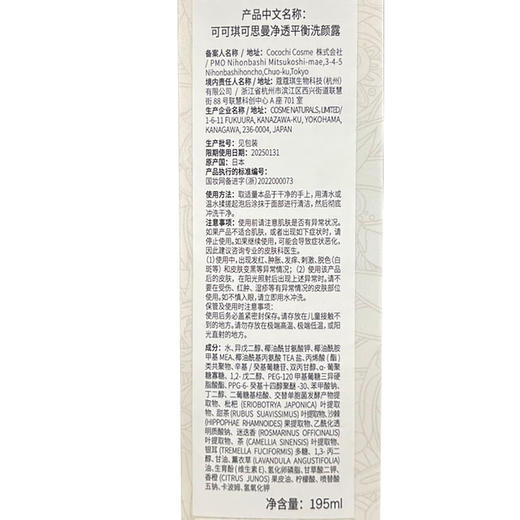 产品中文名称：
可可琪可思曼净透平衡洗颜露
备案人名称／地址：Cocochi Cosme 株式会社
/ PMO Nihonbashi Mitsukoshi-mae,3-4-5
Nihonbashihoncho,Chuo-ku,Tokyo
境内责任人名称/地址：蔻蔻琪生物科技（杭州）
有限公司 / 浙江省杭州市滨江区西兴街道联慧
街 88 号联慧科创中心 A 座 701 室
生产企业名称/地址：COSME NATURALS, LIMITED/
1-6-11 FUKUURA, KANAZAWA-KU, YOKOHAMA,
KANAGAWA, 236-0004, JAPAN
生产批号：见包装
限期使用日期：20250131
原产国：日本
产品执行的标准编号：
国妆网备进字(浙)2022000073
使用方法：取适量本品于干净的手上，用清水或
温水揉搓起泡后涂抹于面部进行清洁，然后彻底
冲洗干净。
注意事项：使用前请注意肌肤是否有异常状况。
如果产品不适合肌肤，或者出现如下症状时，请
停止使用。如果继续使用，可能会导致症状恶化，
因此建议咨询专业的皮肤科医生。
(1)使用中，出现发红、肿胀、发痒、刺激、脱色(白
斑等)和皮肤变黑等异常情况；(2)使用该产品
后的皮肤，在阳光照射后出现上述等异常时。请不
要在受伤、红肿、湿疹等有异常情况的皮肤部位
使用。如不慎入眼，请立即用水冲洗。
保管及使用时注意事项：
使用后务必盖紧密封保存。请存放在儿童接触不
到的地方。请勿存放在极端高温、极端低温，或阳
光直射的地方。
成分：水、异戊二醇、椰油酰甘氨酸钾、椰油酰胺
甲基 MEA、椰油酰基丙氨酸 TEA 盐、丙烯酸（酯）
类共聚物、辛基/癸基葡糖苷、双丙甘醇、α-葡聚
糖寡糖、1,2-戊二醇、PEG-120 甲基葡糖三异硬
脂酸酯、PPG-6-癸基十四醇聚醚-30、苯甲酸钠、
丁二醇、二葡糖基棓酸、交替单胞菌发酵产物提
取物、枇杷 (ERIOBOTRYA JAPONICA) 叶提取
物、甜茶 (RUBUS SUAVISSIMUS) 叶提取物、沙棘
(HIPPOPHAE RHAMNOIDES) 果提取物、乙酰化透
明质酸钠、迷迭香 (ROSMARINUS OFFICINALIS)
叶提取物、茶 (CAMELLIA SINENSIS) 叶提取物、
银耳 (TREMELLA FUCIFORMIS) 多糖、1,3-丙二
醇、甘油、薰衣草 (LAVANDULA ANGUSTIFOLIA)
油、生育酚(维生素 E)、氢化卵磷脂、甘草酸二钾、
香橙 (CITRUS JUNOS) 果皮油、柠檬酸、喷替酸
五钠、卡波姆、氢氧化钾
净含量：195ml